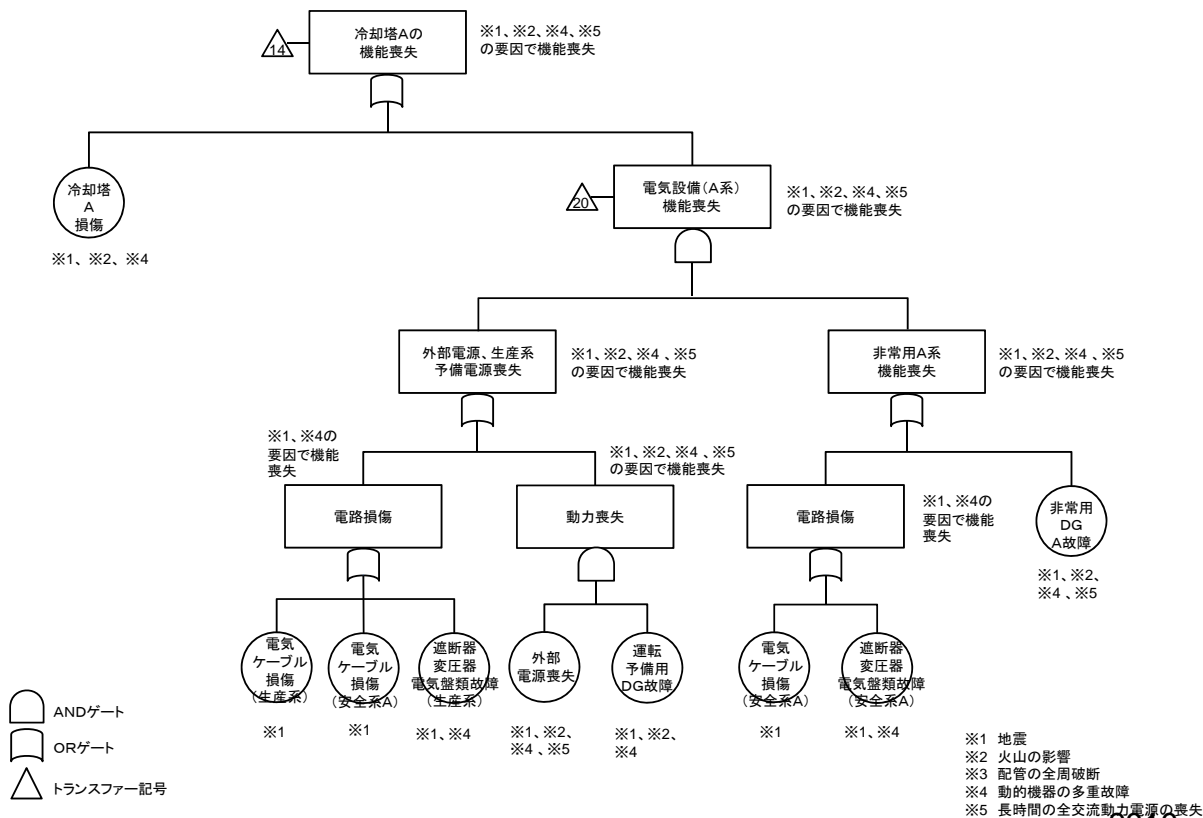 14
冷却塔Aの
機能喪失
※1、※2、※4、※5
の要因で機能喪失
冷却塔
A
損傷
※1、※2、※4
20
電気設備(A系)
機能喪失
※1、※2、※4、※5
の要因で機能喪失
外部電源、生産系
予備電源喪失
※1、※2、※4 、※5
の要因で機能喪失
非常用A系
機能喪失
※1、※2、※4 、※5
の要因で機能喪失
※1、※4の
要因で機能
喪失
電路損傷
※1、※2、※4 、※5
の要因で機能喪失
動力喪失
電路損傷
※1、※4の
要因で機能
喪失
非常用
DG
A故障
※1、※2、
※4 、※5
電気
ケーブル
損傷
(生産系)
※1
電気
ケーブル
損傷
(安全系A)
※1
遮断器
変圧器
電気盤類故障
(生産系)
※1、※4
外部
電源喪失
※1、※2、
※4 、※5
運転
予備用
DG故障
※1、※2、
※4
電気
ケーブル
損傷
(安全系A)
※1
遮断器
変圧器
電気盤類故障
(安全系A)
※1、※4
ANDゲート
ORゲート
トランスファー記号
※1 地震
※2 火山の影響
※3 配管の全周破断
※4 動的機器の多重故障
※5 長時間の全交流動力電源の喪失